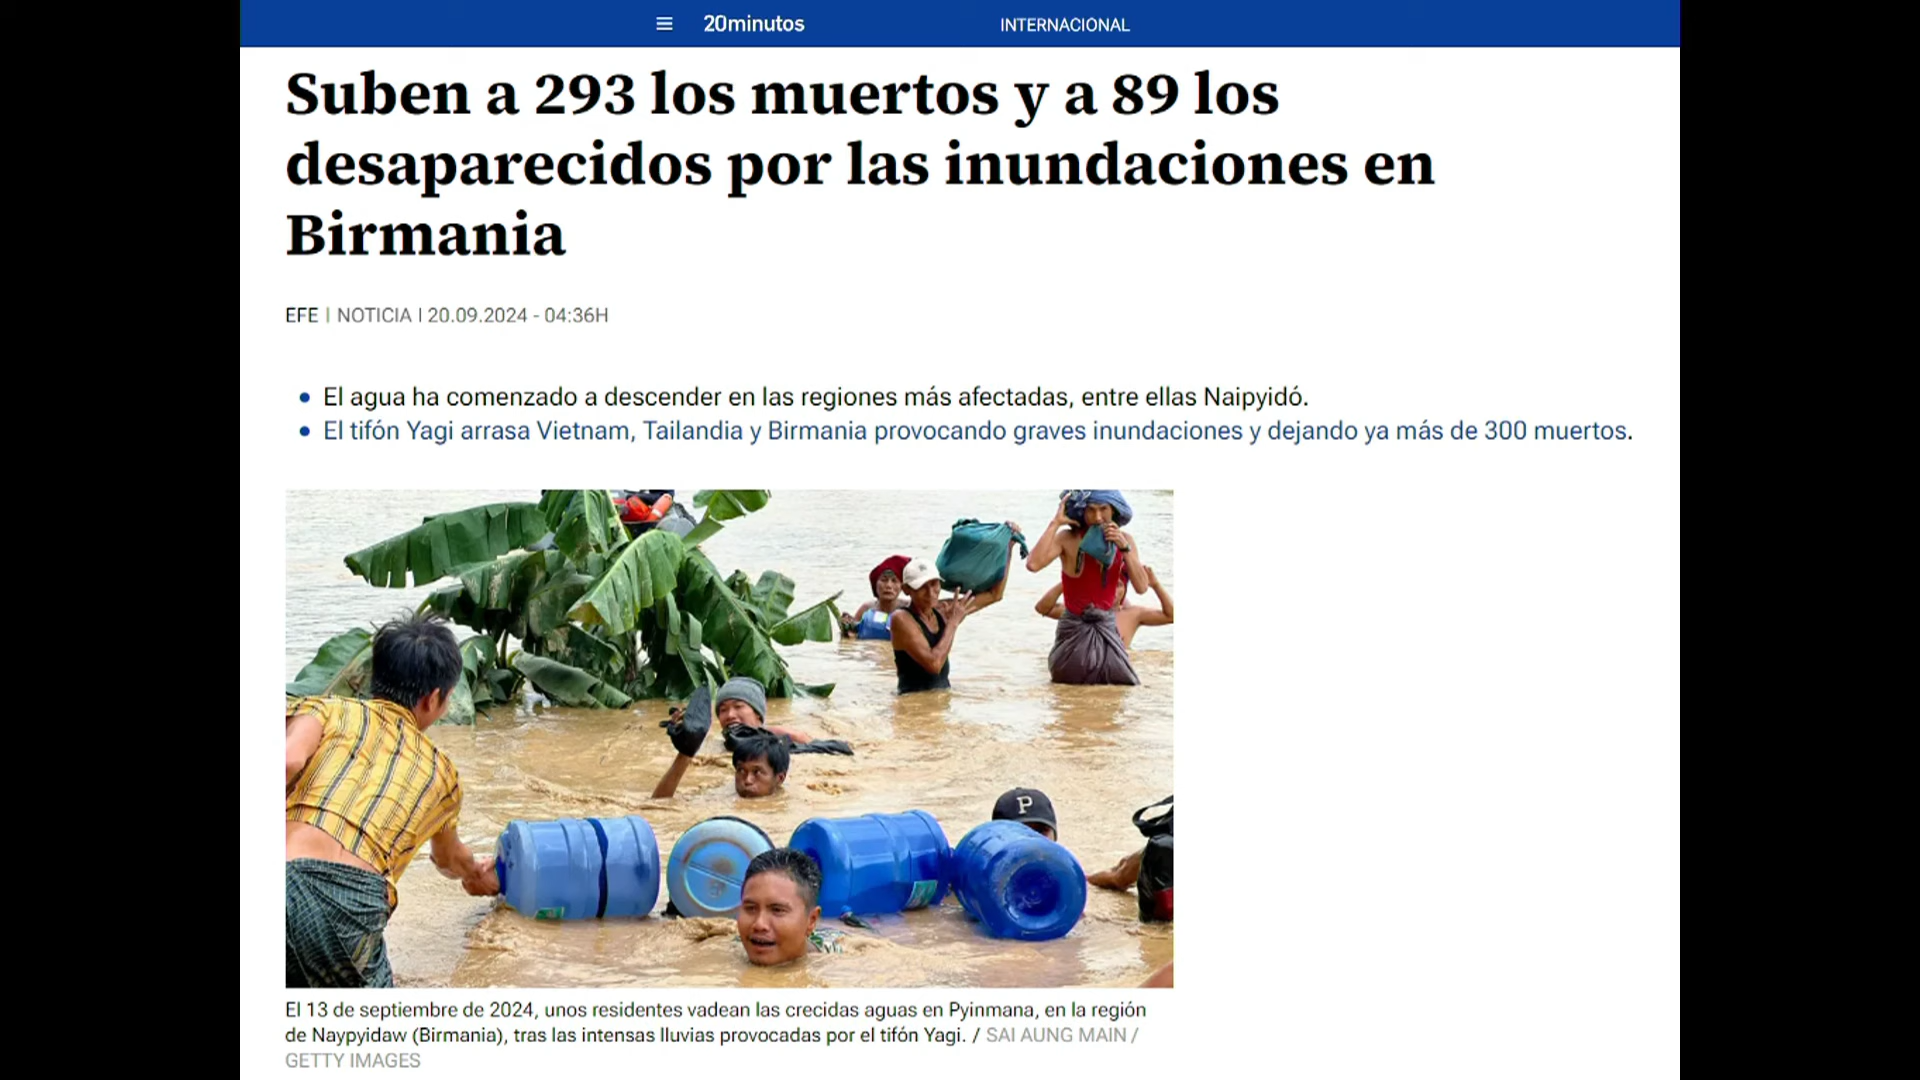 20minutos
INTERNACIONAL
Suben a 293 los muertos y a 89 los
desaparecidos por las inundaciones en
Birmania
EFE | NOTICIA | 20.09.2024 - 04:36H
El agua ha comenzado a descender en las regiones más afectadas, entre ellas Naipyidó.
El tifón Yagi arrasa Vietnam, Tailandia y Birmania provocando graves inundaciones y dejando ya más de 300 muertos.
P
El 13 de septiembre de 2024, unos residentes vadean las crecidas aguas en Pyinmana, en la región
de Naypyidaw (Birmania), tras las intensas lluvias provocadas por el tifón Yagi. / SAI AUNG MAIN /
GETTY IMAGES